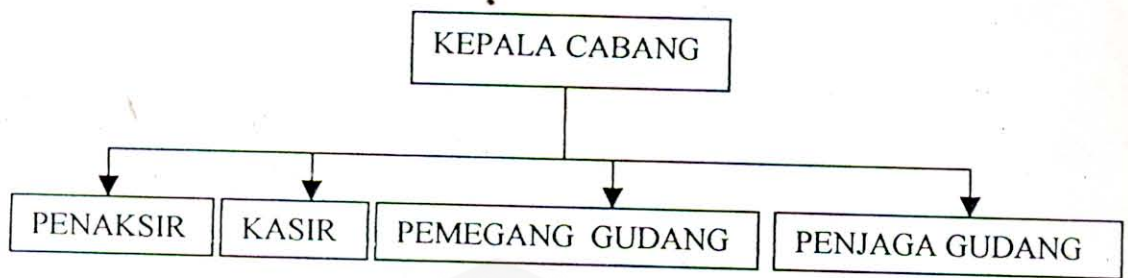 KEPALA CABANG
PENAKSIR
KASIR
PEMEGANG GUDANG
PENJAGA GUDANG